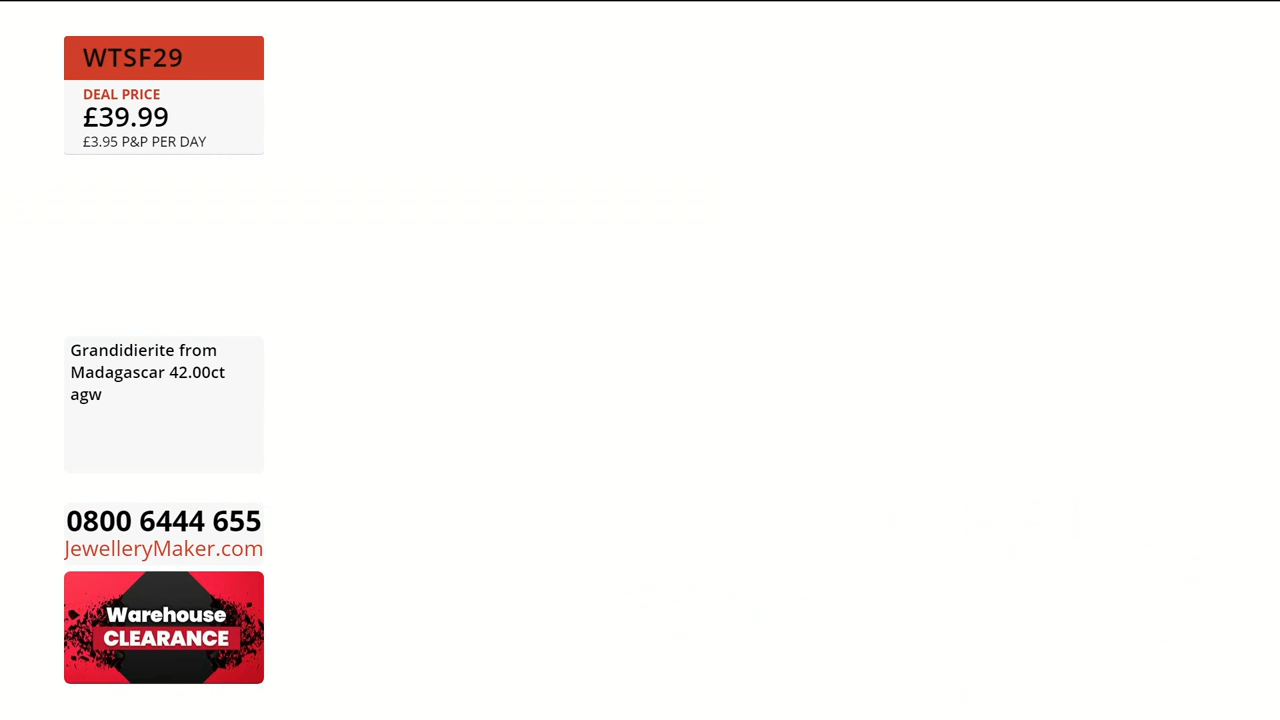 WTSF29
DEAL PRICE
£39.99
£3.95 P&P PER DAY
Grandidierite from
Madagascar 42.00ct
agw
0800 6444 655
JewelleryMaker.com
Warehouse
CLEARANCE